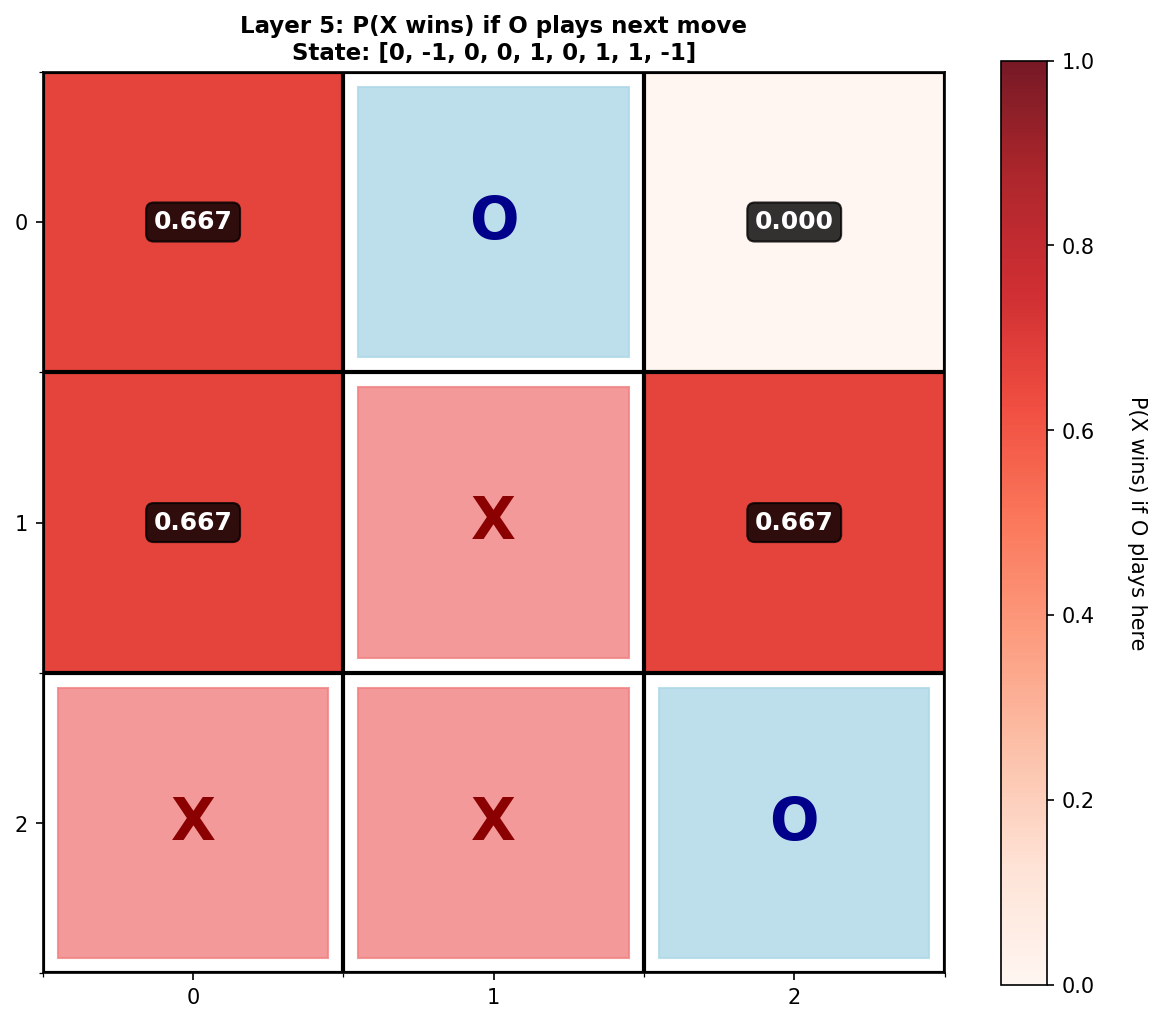 Layer 5: P(X wins) if O plays next move
State: [0, -1, 0, 0, 1, 0, 1, 1, -1]
1.0
0.8
0.6
0.4
0.2
0.0
P(X wins) if O plays here
0
0.667
O
0.000
1
0.667
X
0.667
2
X
X
O
0
1
2